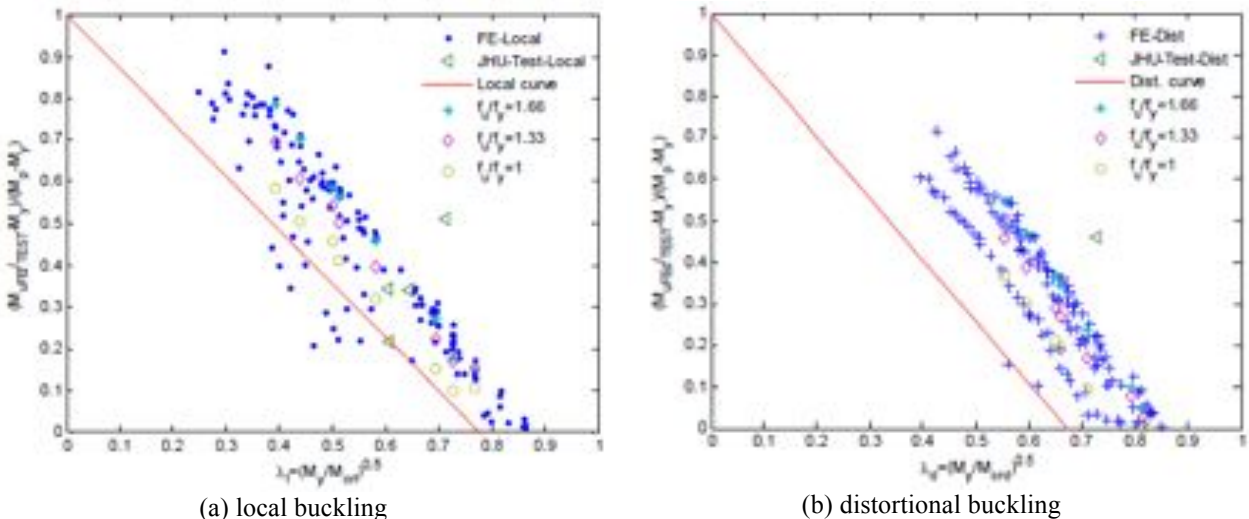 1
0.9
0.8
0.7
0.6
0.5
0.4
0.3
0.2
0.1
0
0 0.1 0.2 0.3 0.4 0.5 0.6 0.7 0.8 0.9 1
FE-Local
JHU-Test-Local
Local curve
f_u/f_y=1.66
f_u/f_y=1.33
f_u/f_y=1
(M_uFEM/TEST-M_y)/(M_p-M_y)
λ_l=(M_y/M_crl)^0.5
(a) local buckling
1
0.9
0.8
0.7
0.6
0.5
0.4
0.3
0.2
0.1
0
0 0.1 0.2 0.3 0.4 0.5 0.6 0.7 0.8 0.9 1
FE-Dist
JHU-Test-Dist
Dist. curve
f_u/f_y=1.66
f_u/f_y=1.33
f_u/f_y=1
λ_d=(M_y/M_crd)^0.5
(b) distortional buckling